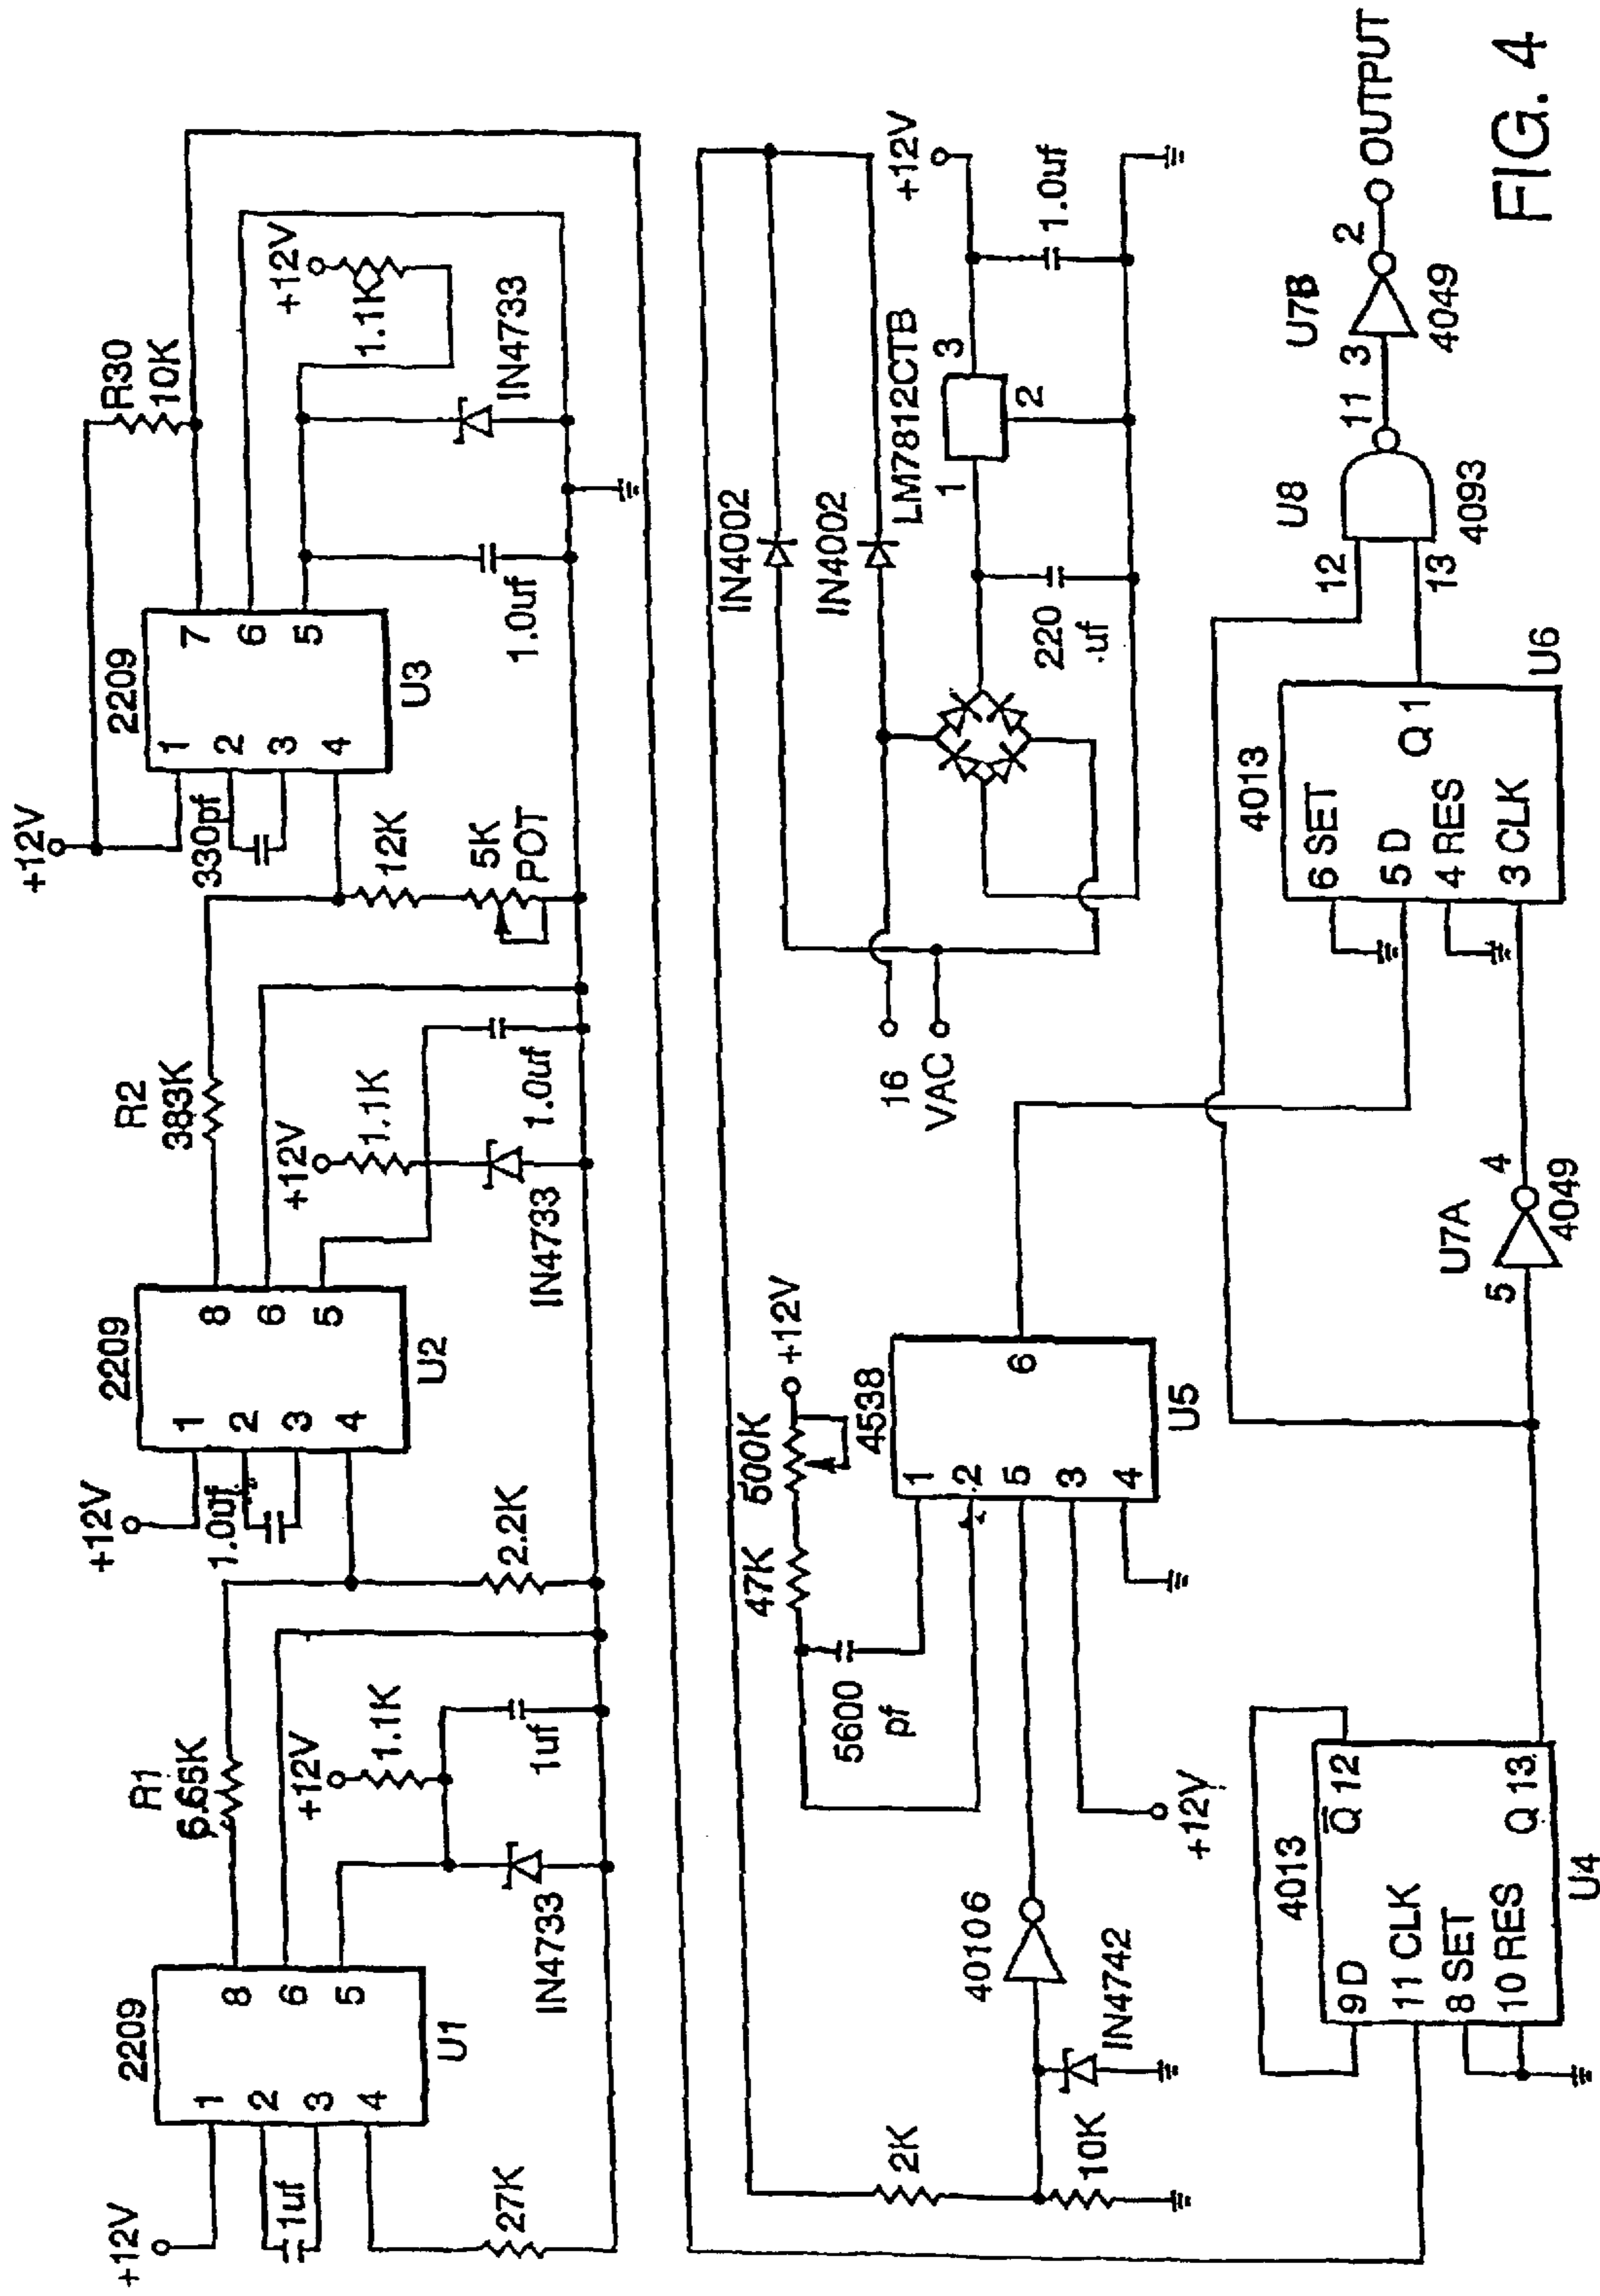 +12V
1uf
27K
2209
1
2
3
4
8
6
5
U1
IN4733
R1
6.65K
+12V
1.1K
1uf
+12V
1.0uf
2.2K
2209
1
2
3
4
8
6
5
U2
IN4733
+12V
1.1K
1.0uf
R2
383K
+12V
330pf
12K
5K
POT
2209
1
2
3
4
7
6
5
U3
1.0uf
R30
10K
+12V
1.1K
IN4733
2K
10K
IN4742
40106
5600
pf
47K
500K
+12V
+12V
4538
1
2
5
3
4
6
U5
16
VAC
IN4002
IN4002
220
uf
LM7812CTB
1
2
3
+12V
1.0uf
4013
9 D
11 CLK
8 SET
10 RES
Q̅ 12
Q 13
U4
U7A
5
4
4049
4013
6 SET
5 D
4 RES
3 CLK
Q 1
U6
U8
12
13
11
4093
U7B
3
2
4049
OUTPUT
FIG. 4